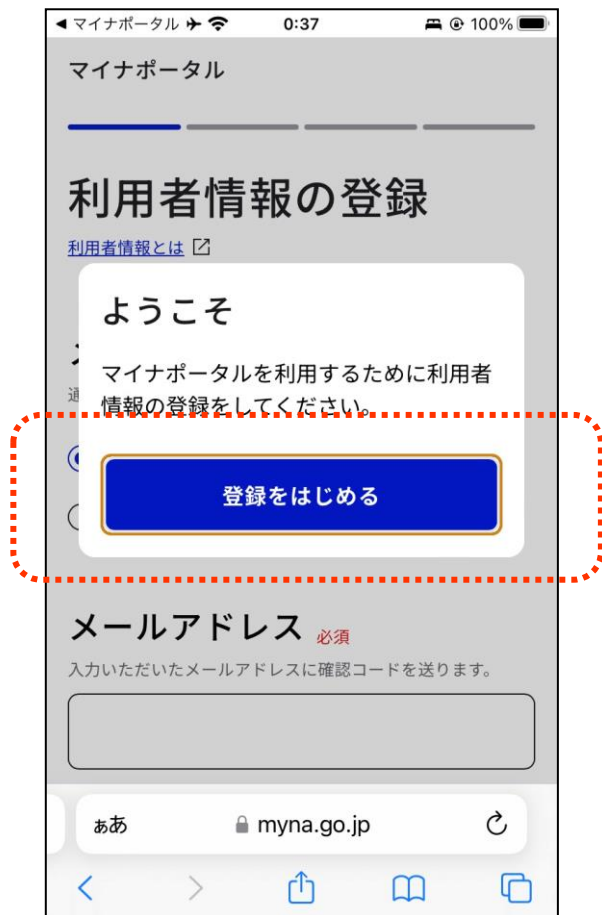 ◀ マイナポータル 0:37 100%
マイナポータル
利用者情報の登録
利用者情報とは
ようこそ
マイナポータルを利用するために利用者
情報の登録をしてください。
通
登録をはじめる
メールアドレス 必須
入力いただいたメールアドレスに確認コードを送ります。
ぁあ myna.go.jp